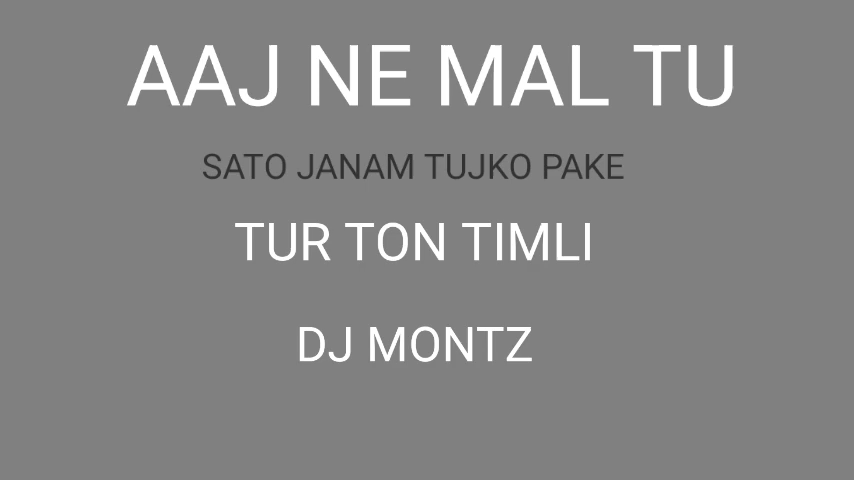 AAJ NE MAL TU
SATO JANAM TUJKO PAKE
TUR TON TIMLI
DJ MONTZ